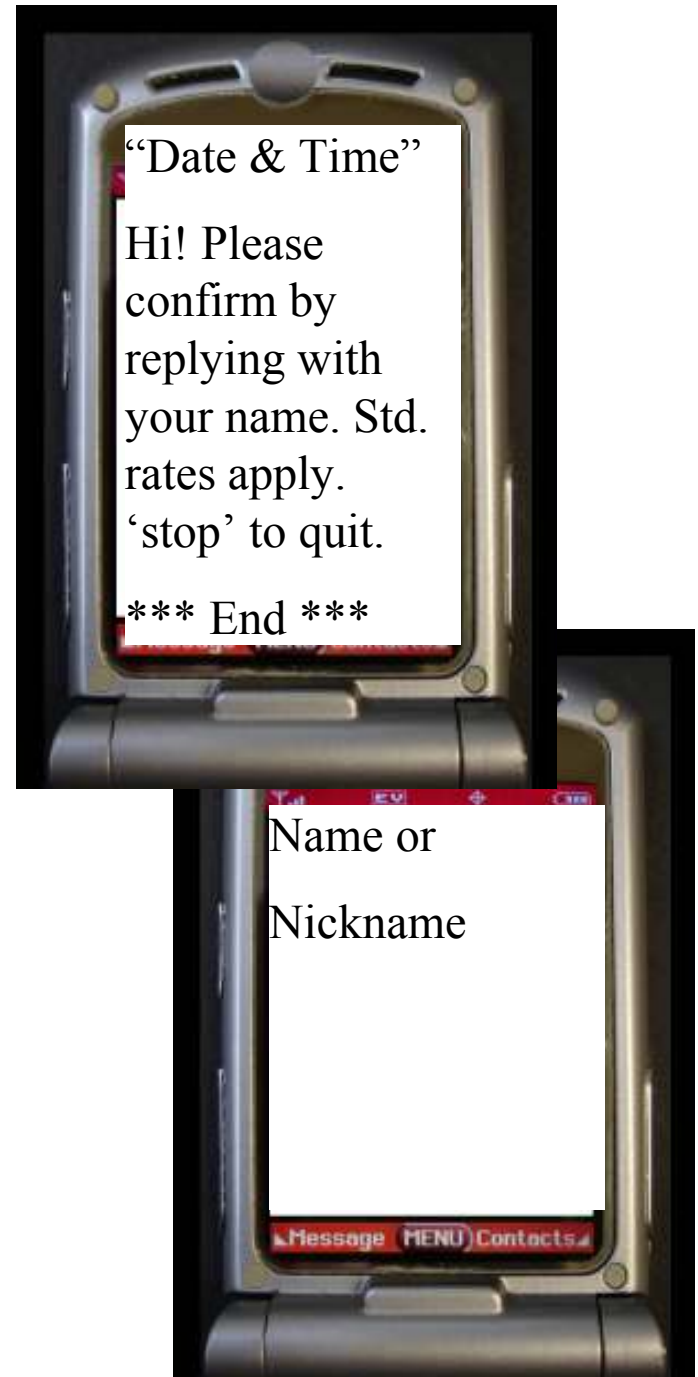 “Date & Time”
Hi! Please
confirm by
replying with
your name. Std.
rates apply.
‘stop’ to quit.
*** End ***
EV
Name or
Nickname
Message MENU Contacts